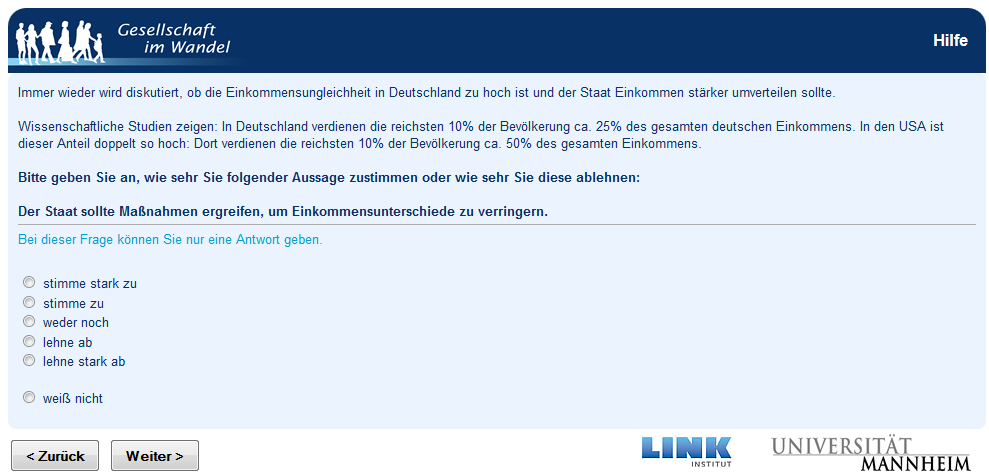 Gesellschaft
im Wandel
Hilfe
Immer wieder wird diskutiert, ob die Einkommensungleichheit in Deutschland zu hoch ist und der Staat Einkommen stärker umverteilen sollte.
Wissenschaftliche Studien zeigen: In Deutschland verdienen die reichsten 10% der Bevölkerung ca. 25% des gesamten deutschen Einkommens. In den USA ist
dieser Anteil doppelt so hoch: Dort verdienen die reichsten 10% der Bevölkerung ca. 50% des gesamten Einkommens.
Bitte geben Sie an, wie sehr Sie folgender Aussage zustimmen oder wie sehr Sie diese ablehnen:
Der Staat sollte Maßnahmen ergreifen, um Einkommensunterschiede zu verringern.
Bei dieser Frage können Sie nur eine Antwort geben.
stimme stark zu
stimme zu
weder noch
lehne ab
lehne stark ab
weiß nicht
< Zurück
Weiter >
LINK
INSTITUT
UNIVERSITÄT
MANNHEIM